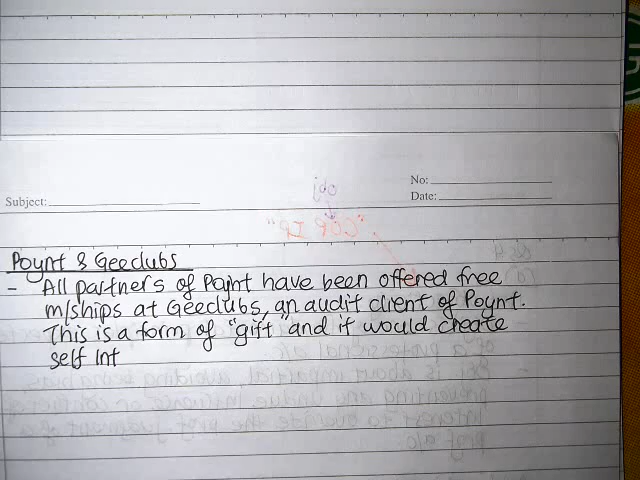 No:
Subject:
Date:
Poynt & Geeclubs
- All partners of Poynt have been offered free
m/ships at Geeclubs, an audit client of Poynt.
This is a form of "gift" and it would create
self int